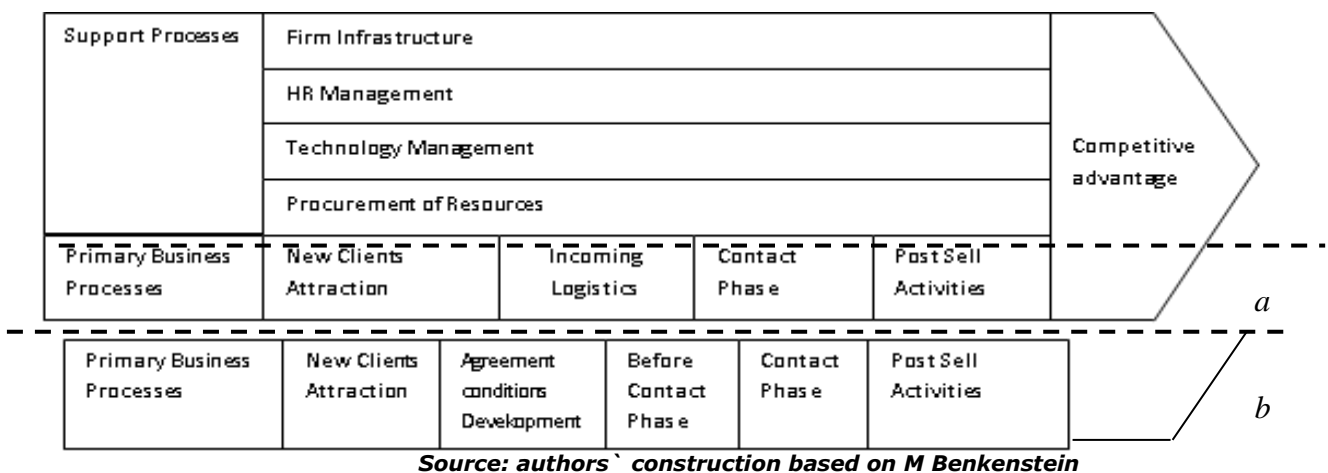 Support Processes
Firm Infrastructure
HR Management
Technology Management
Procurement of Resources
Competitive
advantage
Primary Business
Processes
New Clients
Attraction
Incoming
Logistics
Contact
Phase
Post Sell
Activities
a
Primary Business
Processes
New Clients
Attraction
Agreement
conditions
Development
Before
Contact
Phase
Contact
Phase
Post Sell
Activities
b
Source: authors` construction based on M Benkenstein